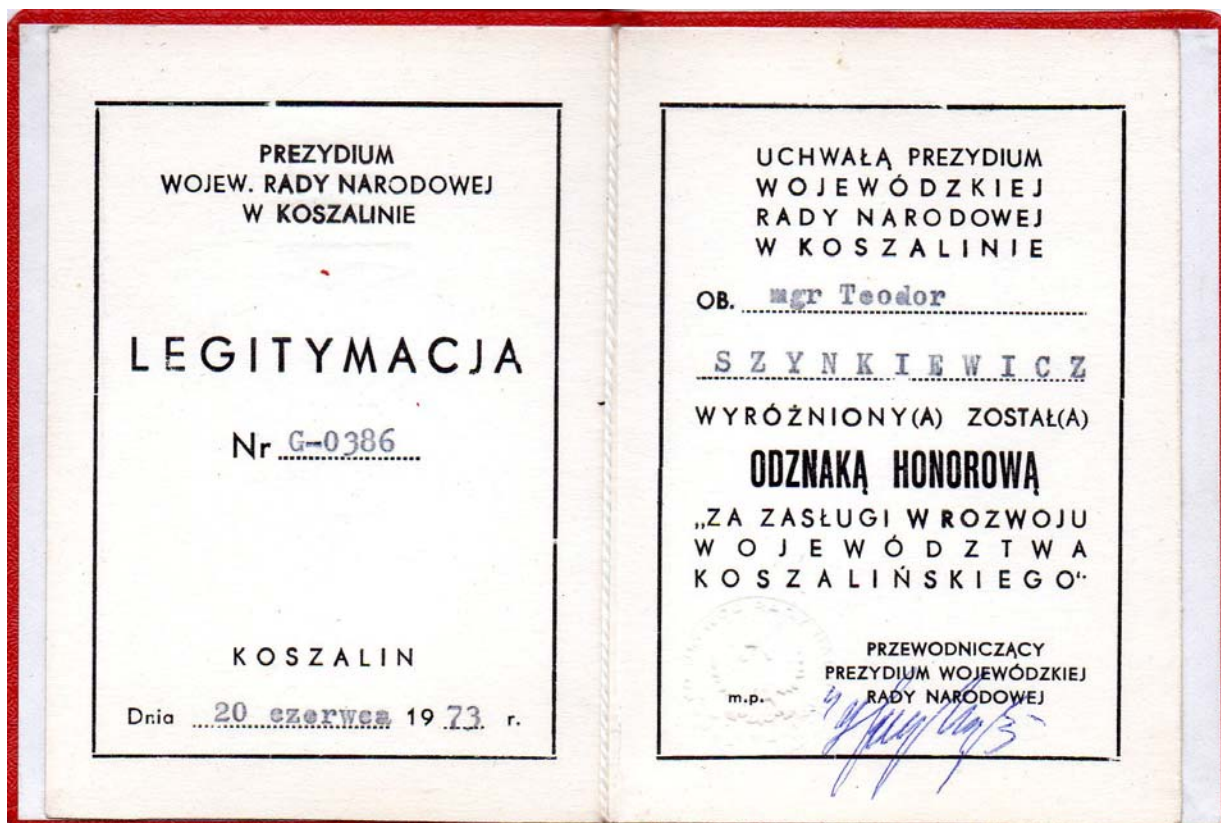 PREZYDIUM
WOJEW. RADY NARODOWEJ
W KOSZALINIE
LEGITYMACJA
Nr G-0386
KOSZALIN
Dnia 20 czerwca 1973 r.
UCHWAŁĄ PREZYDIUM
WOJEWÓDZKIEJ
RADY NARODOWEJ
W KOSZALINIE
OB. mgr Teodor
SZYNKIEWICZ
WYRÓŻNIONY(A) ZOSTAŁ(A)
ODZNAKĄ HONOROWĄ
„ZA ZASŁUGI W ROZWOJU
WOJEWÓDZTWA
KOSZALIŃSKIEGO"
PRZEWODNICZĄCY
PREZYDIUM WOJEWÓDZKIEJ
m.p. RADY NARODOWEJ